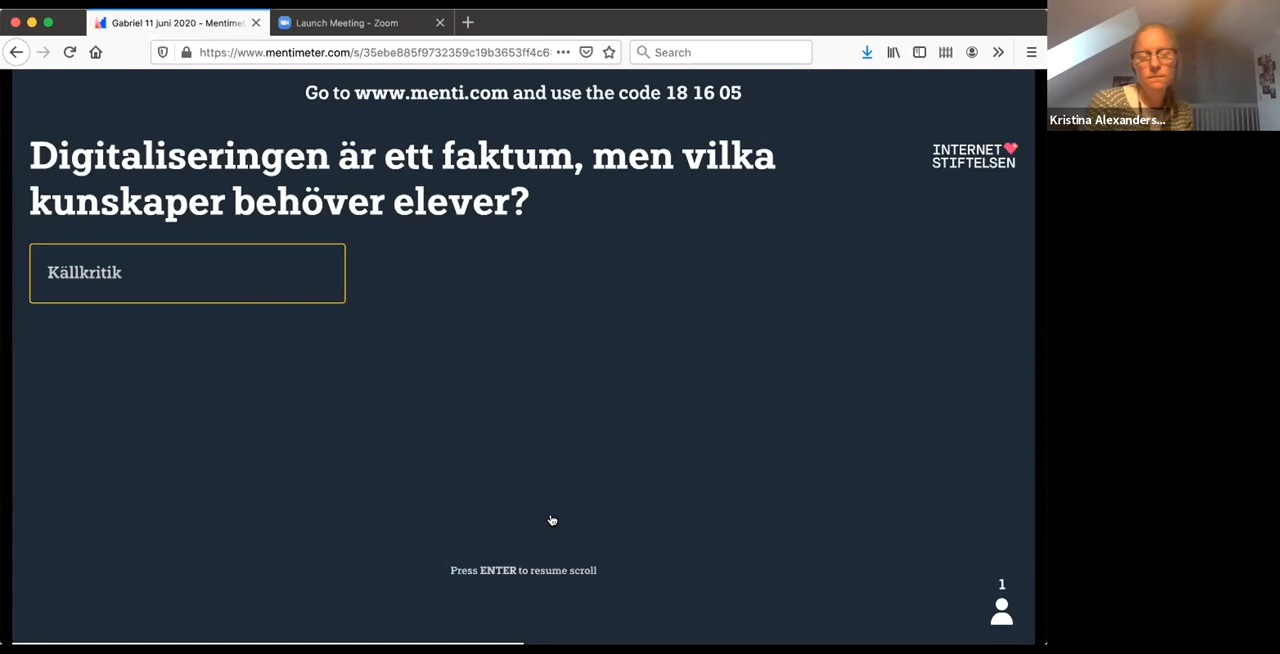 Gabriel 11 juni 2020 - Mentime
Launch Meeting - Zoom
https://www.mentimeter.com/s/35ebe885f9732359c19b3653ff4c6
Search
Kristina Alexanders...
Go to www.menti.com and use the code 18 16 05
Digitaliseringen är ett faktum, men vilka
kunskaper behöver elever?
INTERNET
STIFTELSEN
Källkritik
Press ENTER to resume scroll
1